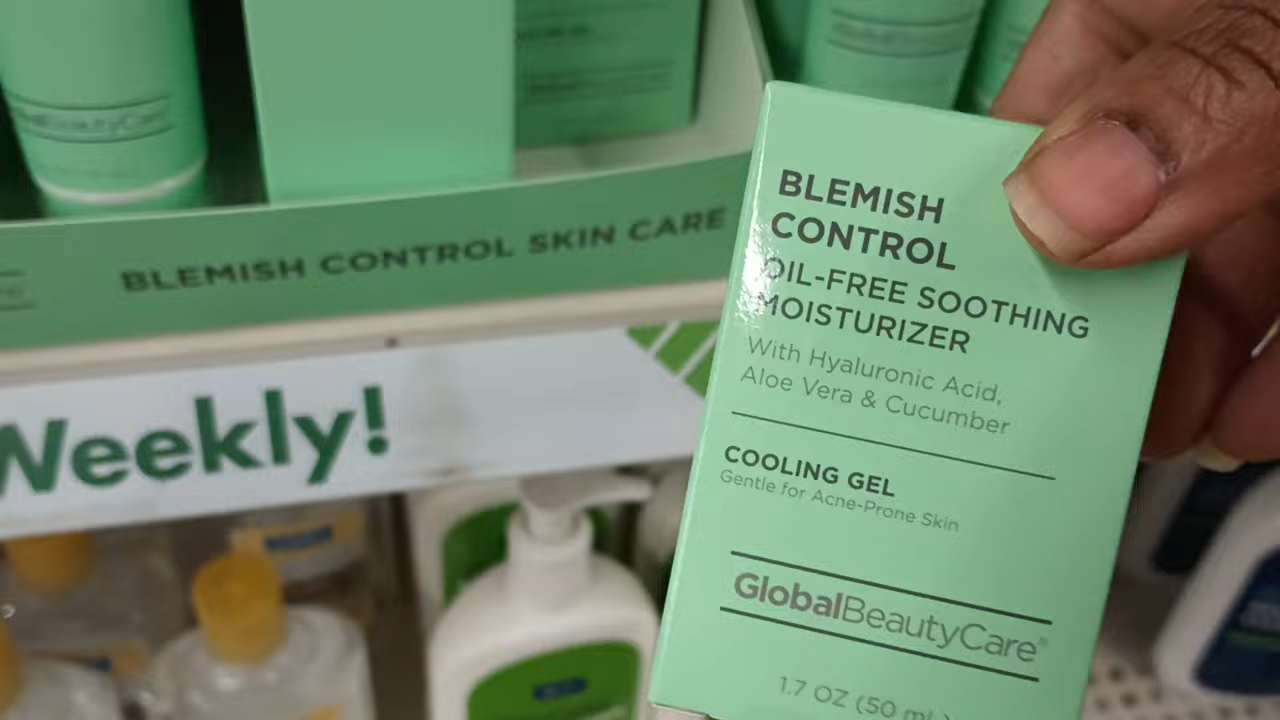 BeautyCare
BLEMISH CONTROL SKIN CARE
Weekly!
BLEMISH
CONTROL
OIL-FREE SOOTHING
MOISTURIZER
With Hyaluronic Acid,
Aloe Vera & Cucumber
COOLING GEL
Gentle for Acne-Prone Skin
GlobalBeautyCare®
1.7 OZ (50 mL)